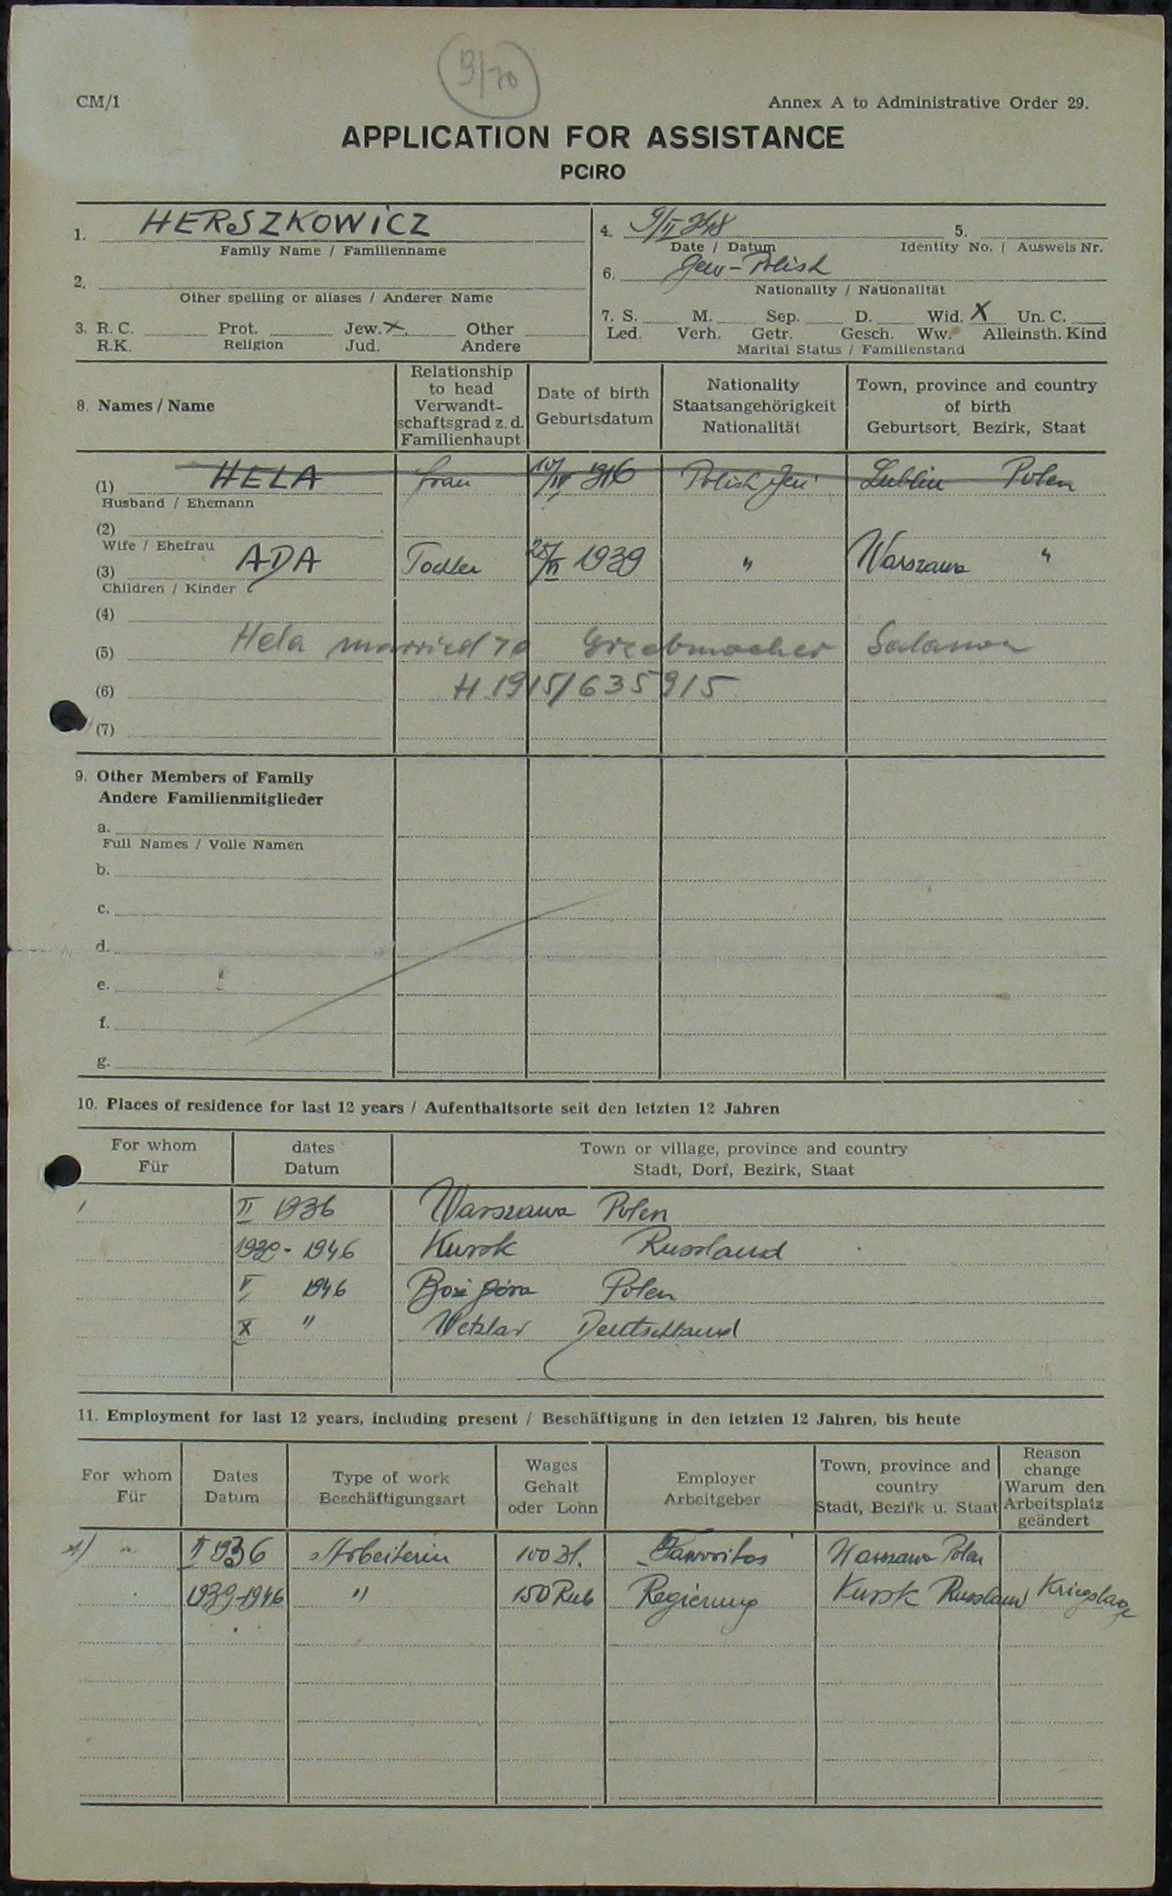 9/70
CM/1
Annex A to Administrative Order 29.
APPLICATION FOR ASSISTANCE
PCIRO
1. HERSZKOWICZ
Family Name / Familienname
2.
Other spelling or aliases / Anderer Name
3. R. C. Prot. Jew. x Other
R.K. Religion Jud. Andere
4. 9/II 48 5.
Date / Datum Identity No. / Ausweis Nr.
6. Jew-Polish
Nationality / Nationalität
7. S. M. Sep. D. Wid. X Un. C.
Led. Verh. Getr. Gesch. Ww. Alleinsth. Kind
Marital Status / Familienstand
8. Names / Name
Relationship to head Verwandt-schaftsgrad z. d. Familienhaupt
Date of birth Geburtsdatum
Nationality Staatsangehörigkeit Nationalität
Town, province and country of birth Geburtsort, Bezirk, Staat
(1) HELA frau 10/IV 1916 Polish Lublin Polen
Husband / Ehemann
(2)
Wife / Ehefrau
(3) ADA 1939 " Warszawa "
Children / Kinder
(4)
(5) Hela married to Grzebmacher Salamon
(6) H 1915/635915
(7)
9. Other Members of Family
Andere Familienmitglieder
a.
Full Names / Volle Namen
b.
c.
d.
e.
f.
g.
10. Places of residence for last 12 years / Aufenthaltsorte seit den letzten 12 Jahren
For whom Für
dates Datum
Town or village, province and country
Stadt, Dorf, Bezirk, Staat
II 1936 Warszawa Polen
1939 - 1946 Kursk Russland
1946 Polen
X " Wetzlar Deutschland
11. Employment for last 12 years, including present / Beschäftigung in den letzten 12 Jahren, bis heute
For whom Für
Dates Datum
Type of work Beschäftigungsart
Wages Gehalt oder Lohn
Employer Arbeitgeber
Town, province and country Stadt, Bezirk u. Staat
Reason change Warum den Arbeitsplatz geändert
1) " II 1936 Arbeiterin 100 Zl. "Favoritas" Warszawa Polen
1939-1946 " 150 Rub Regierung Kursk Russland Kriegslage